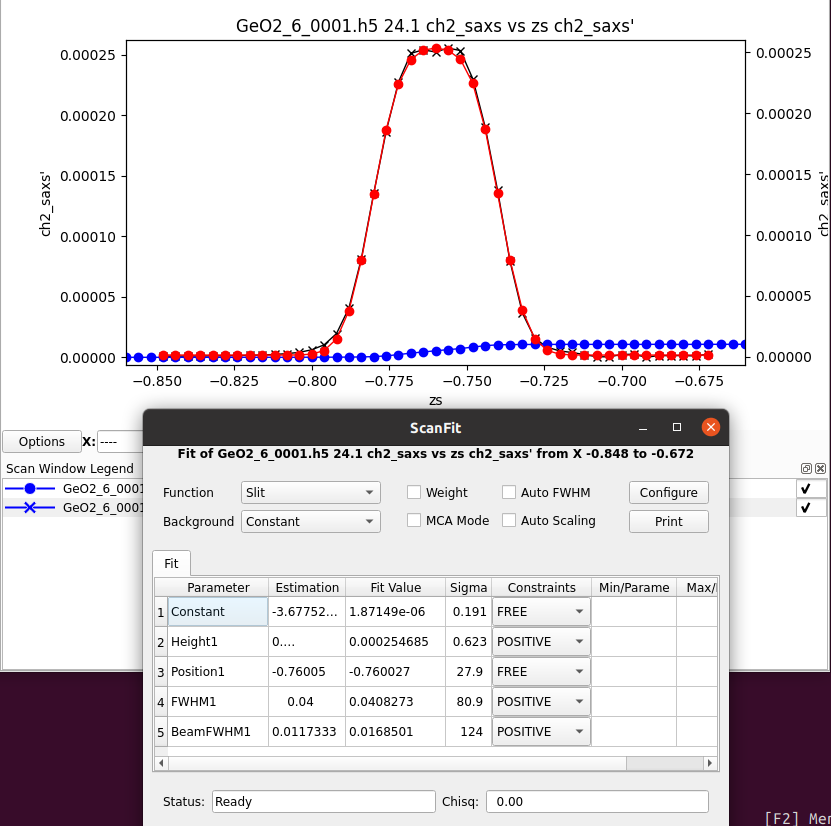 GeO2_6_0001.h5 24.1 ch2_saxs vs zs ch2_saxs'
0.00025
0.00020
0.00015
0.00010
0.00005
0.00000
ch2_saxs'
0.00025
0.00020
0.00015
0.00010
0.00005
0.00000
ch2_saxs'
−0.850 −0.825 −0.800 −0.775 −0.750 −0.725 −0.700 −0.675
zs
Options X: ----
Scan Window Legend
GeO2_6_0001
GeO2_6_0001
ScanFit
Fit of GeO2_6_0001.h5 24.1 ch2_saxs vs zs ch2_saxs' from X -0.848 to -0.672
Function Slit Weight Auto FWHM Configure
Background Constant MCA Mode Auto Scaling Print
Fit
Parameter Estimation Fit Value Sigma Constraints Min/Parame Max/
1 Constant -3.67752... 1.87149e-06 0.191 FREE
2 Height1 0.... 0.000254685 0.623 POSITIVE
3 Position1 -0.76005 -0.760027 27.9 FREE
4 FWHM1 0.04 0.0408273 80.9 POSITIVE
5 BeamFWHM1 0.0117333 0.0168501 124 POSITIVE
Status: Ready Chisq: 0.00
[F2] Mer